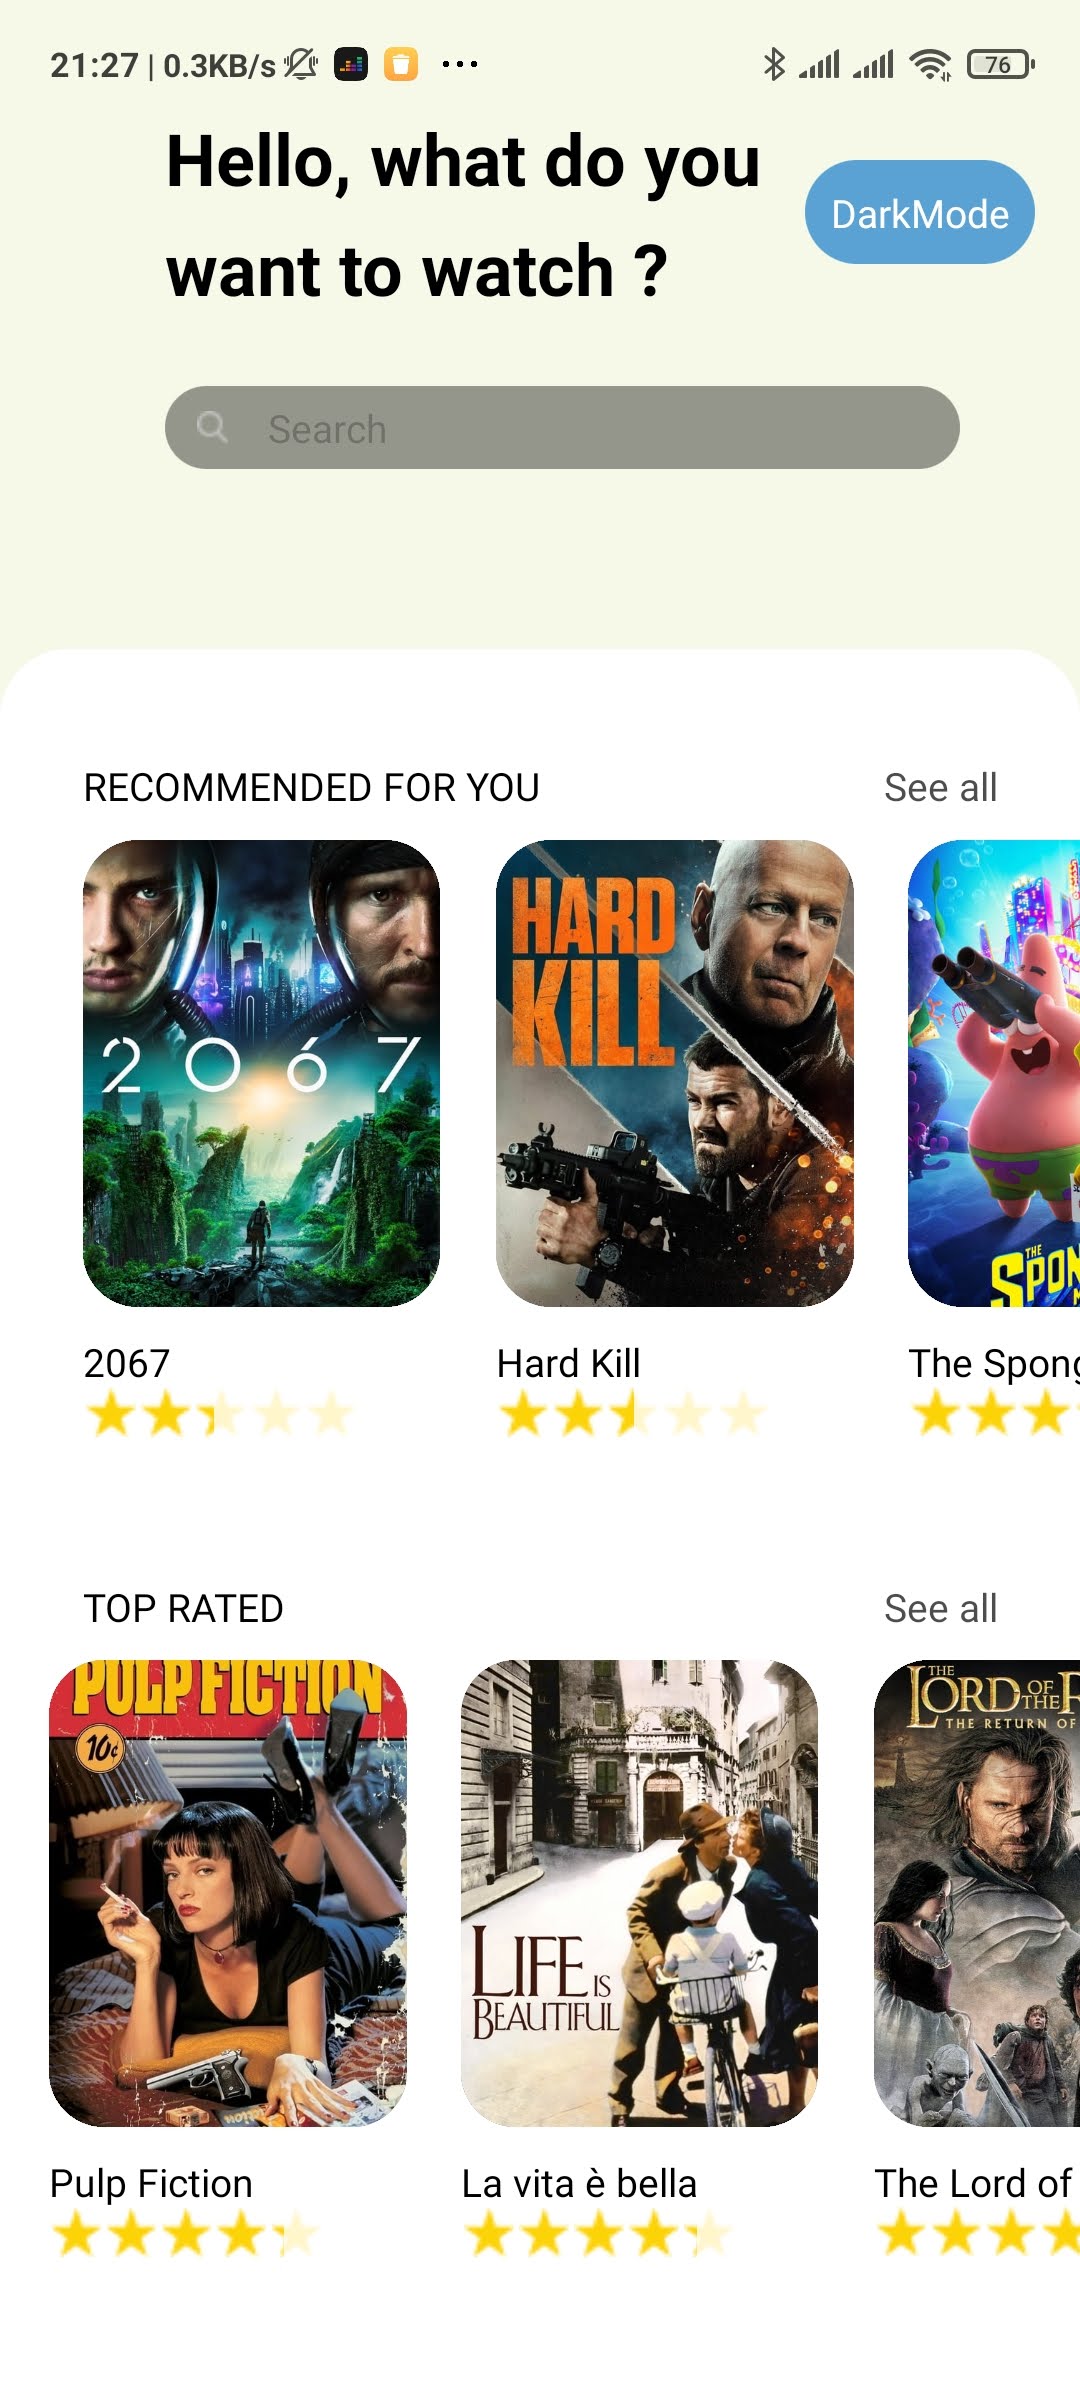 21:27 | 0.3KB/s
76
Hello, what do you
want to watch ?
DarkMode
Search
RECOMMENDED FOR YOU
See all
2067
HARD
KILL
THE
SPON
2067
Hard Kill
The Spong
TOP RATED
See all
PULP FICTION
10¢
LIFE IS
BEAUTIFUL
THE
LORD OF THE R
THE RETURN OF
Pulp Fiction
La vita è bella
The Lord of